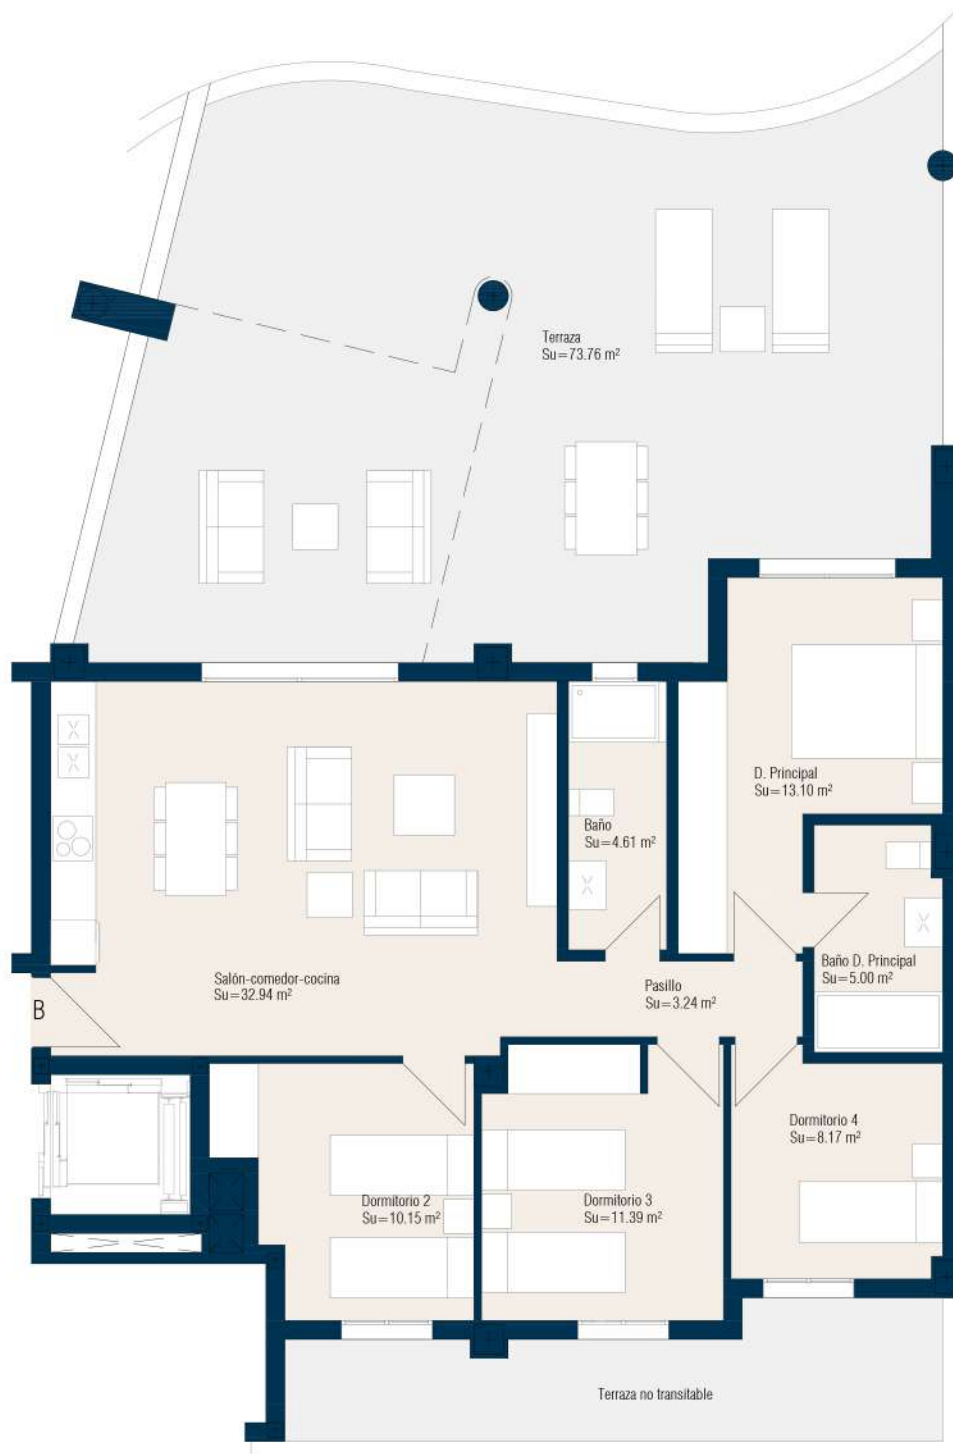 Terraza
Su=73.76 m²
D. Principal
Su=13.10 m²
Baño
Su=4.61 m²
Baño D. Principal
Su=5.00 m²
Salón-comedor-cocina
Su=32.94 m²
Pasillo
Su=3.24 m²
B
Dormitorio 4
Su=8.17 m²
Dormitorio 2
Su=10.15 m²
Dormitorio 3
Su=11.39 m²
Terraza no transitable